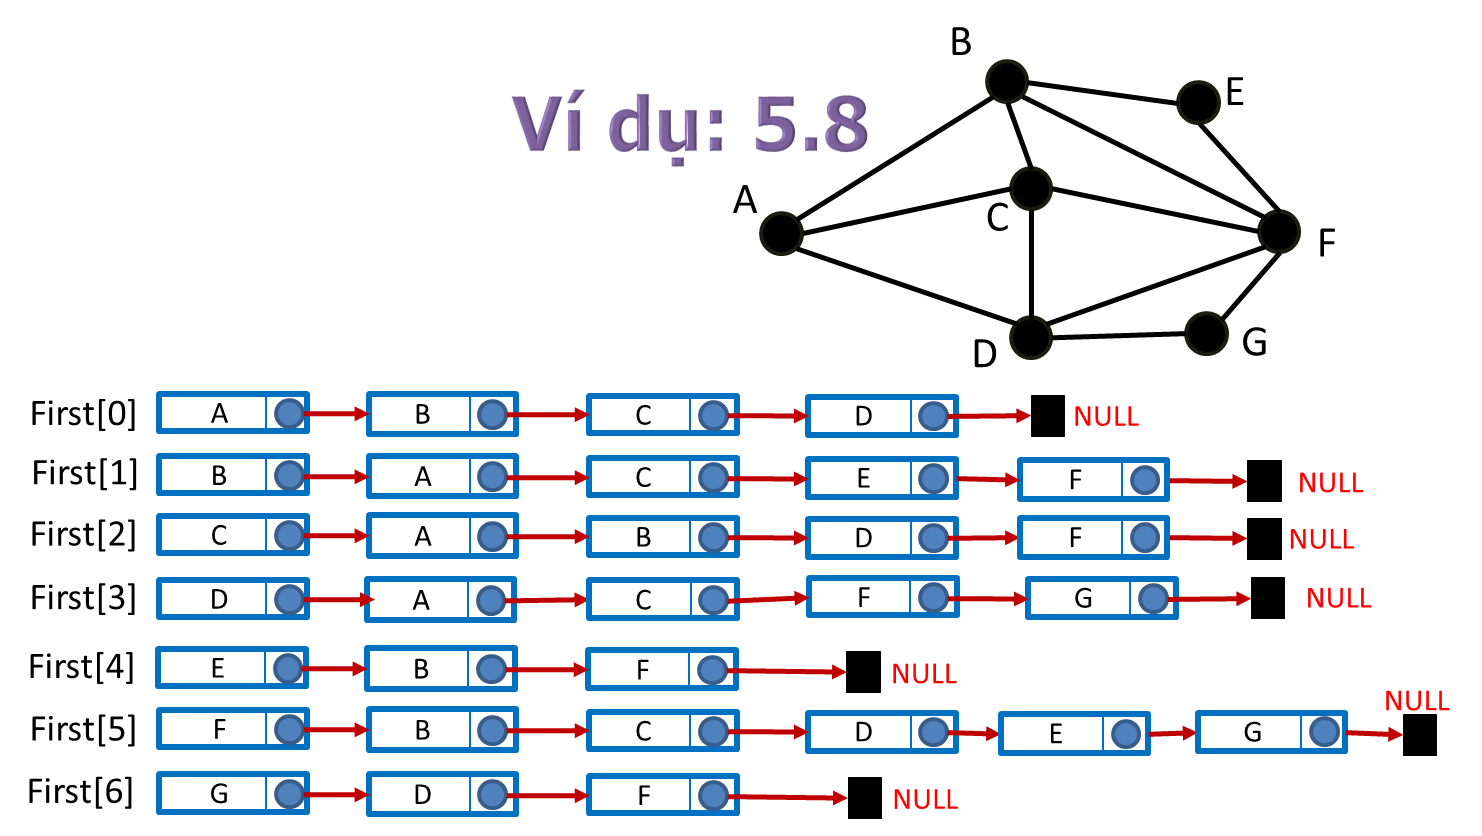 B
Ví dụ: 5.8
E
A
C
F
D
G
First[0] A B C D NULL
First[1] B A C E F NULL
First[2] C A B D F NULL
First[3] D A C F G NULL
First[4] E B F NULL
First[5] F B C D E G NULL
First[6] G D F NULL